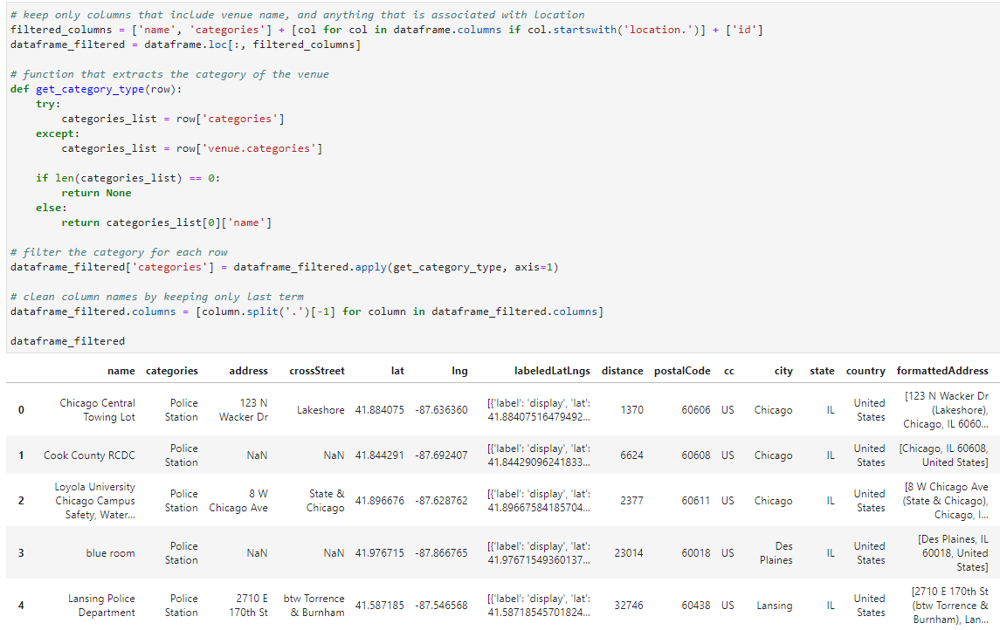 # keep only columns that include venue name, and anything that is associated with location
filtered_columns = ['name', 'categories'] + [col for col in dataframe.columns if col.startswith('location.')] + ['id']
dataframe_filtered = dataframe.loc[:, filtered_columns]

# function that extracts the category of the venue
def get_category_type(row):
    try:
        categories_list = row['categories']
    except:
        categories_list = row['venue.categories']

    if len(categories_list) == 0:
        return None
    else:
        return categories_list[0]['name']

# filter the category for each row
dataframe_filtered['categories'] = dataframe_filtered.apply(get_category_type, axis=1)

# clean column names by keeping only last term
dataframe_filtered.columns = [column.split('.')[-1] for column in dataframe_filtered.columns]

dataframe_filtered
name categories address crossStreet lat lng labeledLatLngs distance postalCode cc city state country formattedAddress
[123 N Wacker Dr
Chicago Central Police 123 N [{'label': 'display', 'lat': United
0 Lakeshore 41.884075 -87.636360 1370 60606 US Chicago IL (Lakeshore),
Towing Lot Station Wacker Dr 41.88407516479492... States
Chicago, IL 6060...
Police [{'label': 'display', 'lat': United [Chicago, IL 60608,
1 Cook County RCDC NaN NaN 41.844291 -87.692407 6624 60608 US Chicago IL
Station 41.84429096241833... States United States]
Loyola University [8 W Chicago Ave
Police 8 W State & [{'label': 'display', 'lat': United
2 Chicago Campus 41.896676 -87.628762 2377 60611 US Chicago IL (State & Chicago),
Station Chicago Ave Chicago 41.89667584185704... States
Safety, Water... Chicago, I...
[Des Plaines, IL
Police [{'label': 'display', 'lat': Des United
3 blue room NaN NaN 41.976715 -87.866765 23014 60018 US IL 60018, United
Station 41.97671549360137... Plaines States
States]
[2710 E 170th St
Lansing Police Police 2710 E btw Torrence [{'label': 'display', 'lat': United
4 41.587185 -87.546568 32746 60438 US Lansing IL (btw Torrence &
Department Station 170th St & Burnham 41.58718545701824... States
Burnham), Lan...